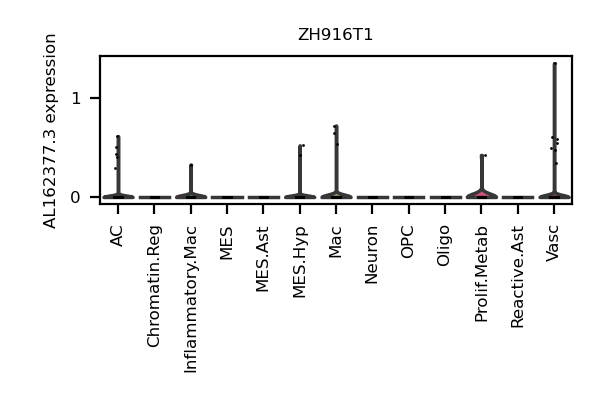 ZH916T1
AL162377.3 expression
1
0
AC
Chromatin.Reg
Inflammatory.Mac
MES
MES.Ast
MES.Hyp
Mac
Neuron
OPC
Oligo
Prolif.Metab
Reactive.Ast
Vasc